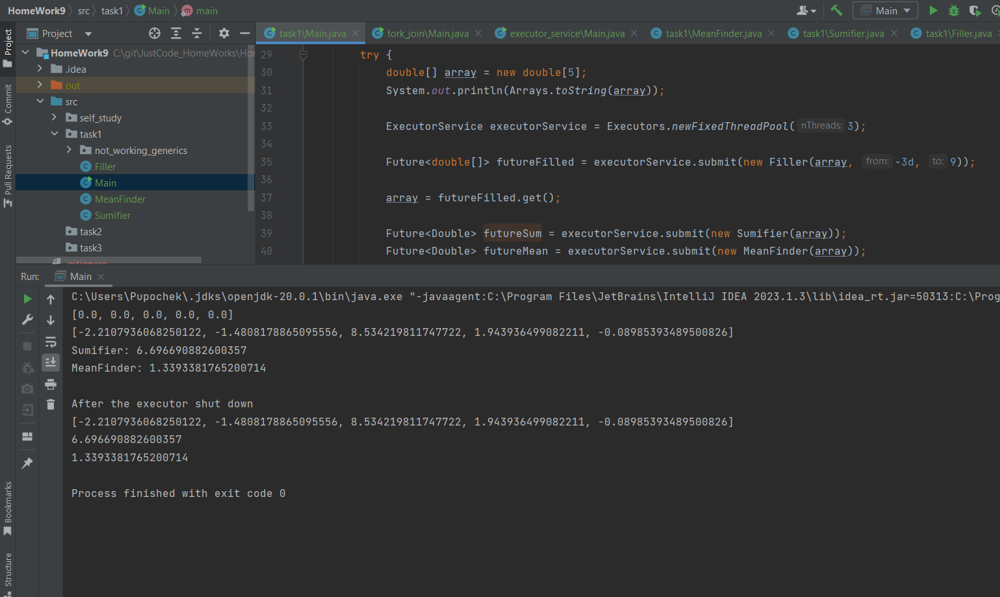 HomeWork9 src task1 Main main
Main
Project
task1\Main.java fork_join\Main.java executor_service\Main.java task1\MeanFinder.java task1\Sumifier.java task1\Filler.java
Project
Commit
Pull Requests
Bookmarks
Structure
HomeWork9 C:\git\JustCode_HomeWorks\Ho
.idea
out
src
self_study
task1
not_working_generics
Filler
Main
MeanFinder
Sumifier
task2
task3
.gitignore
29 try {
30 double[] array = new double[5];
31 System.out.println(Arrays.toString(array));
32
33 ExecutorService executorService = Executors.newFixedThreadPool( nThreads: 3);
34
35 Future<double[]> futureFilled = executorService.submit(new Filler(array, from: -3d, to: 9));
36
37 array = futureFilled.get();
38
39 Future<Double> futureSum = executorService.submit(new Sumifier(array));
40 Future<Double> futureMean = executorService.submit(new MeanFinder(array));
Run: Main
C:\Users\Pupochek\.jdks\openjdk-20.0.1\bin\java.exe "-javaagent:C:\Program Files\JetBrains\IntelliJ IDEA 2023.1.3\lib\idea_rt.jar=50313:C:\Prog
[0.0, 0.0, 0.0, 0.0, 0.0]
[-2.2107936068250122, -1.4808178865095556, 8.534219811747722, 1.943936499082211, -0.08985393489500826]
Sumifier: 6.696690882600357
MeanFinder: 1.3393381765200714
After the executor shut down
[-2.2107936068250122, -1.4808178865095556, 8.534219811747722, 1.943936499082211, -0.08985393489500826]
6.696690882600357
1.3393381765200714
Process finished with exit code 0